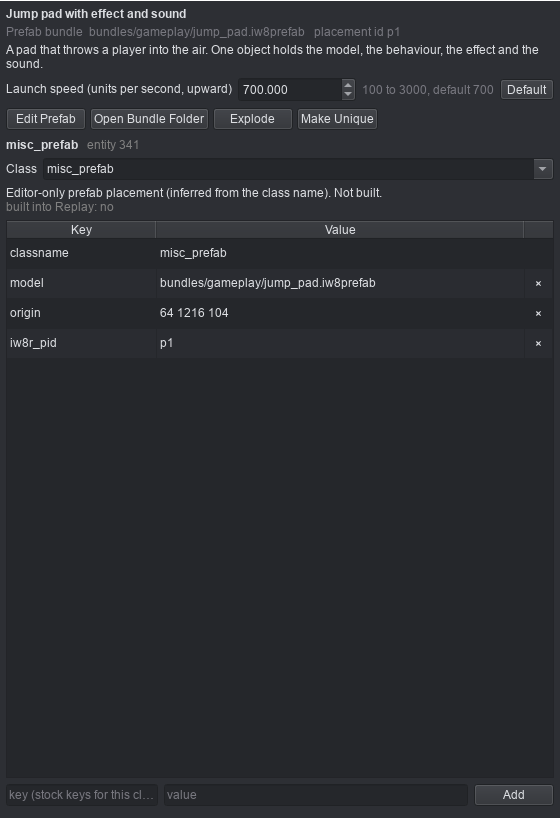 Jump pad with effect and sound
Prefab bundle bundles/gameplay/jump_pad.iw8prefab placement id p1
A pad that throws a player into the air. One object holds the model, the behaviour, the effect and the
sound.
Launch speed (units per second, upward) 700.000 100 to 3000, default 700 Default
Edit Prefab Open Bundle Folder Explode Make Unique
misc_prefab entity 341
Class misc_prefab
Editor-only prefab placement (inferred from the class name). Not built.
built into Replay: no
Key Value
classname misc_prefab
model bundles/gameplay/jump_pad.iw8prefab ×
origin 64 1216 104 ×
iw8r_pid p1 ×
key (stock keys for this cl... value Add